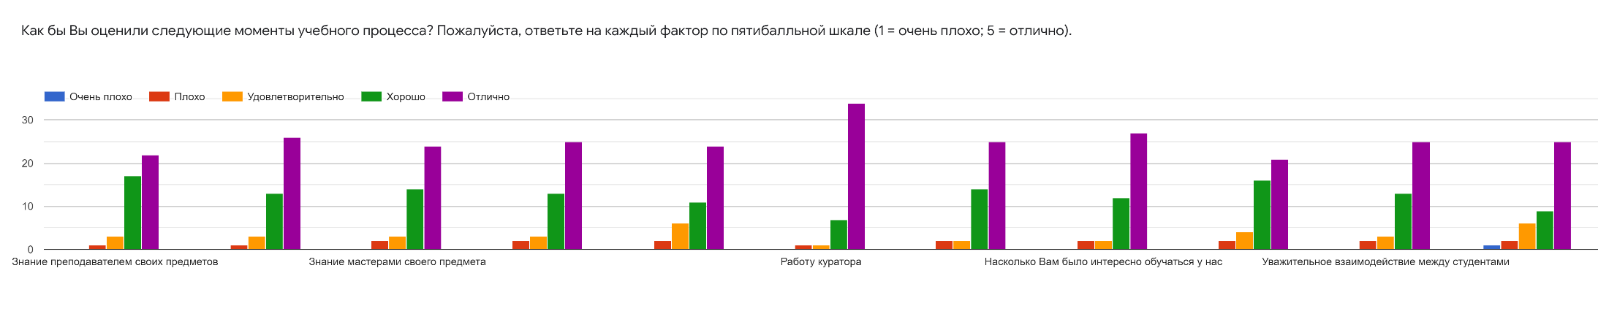 Как бы Вы оценили следующие моменты учебного процесса? Пожалуйста, ответьте на каждый фактор по пятибалльной шкале (1 = очень плохо; 5 = отлично).
Очень плохо Плохо Удовлетворительно Хорошо Отлично
30
20
10
0
Знание преподавателем своих предметов Знание мастерами своего предмета Работу куратора Насколько Вам было интересно обучаться у нас Уважительное взаимодействие между студентами